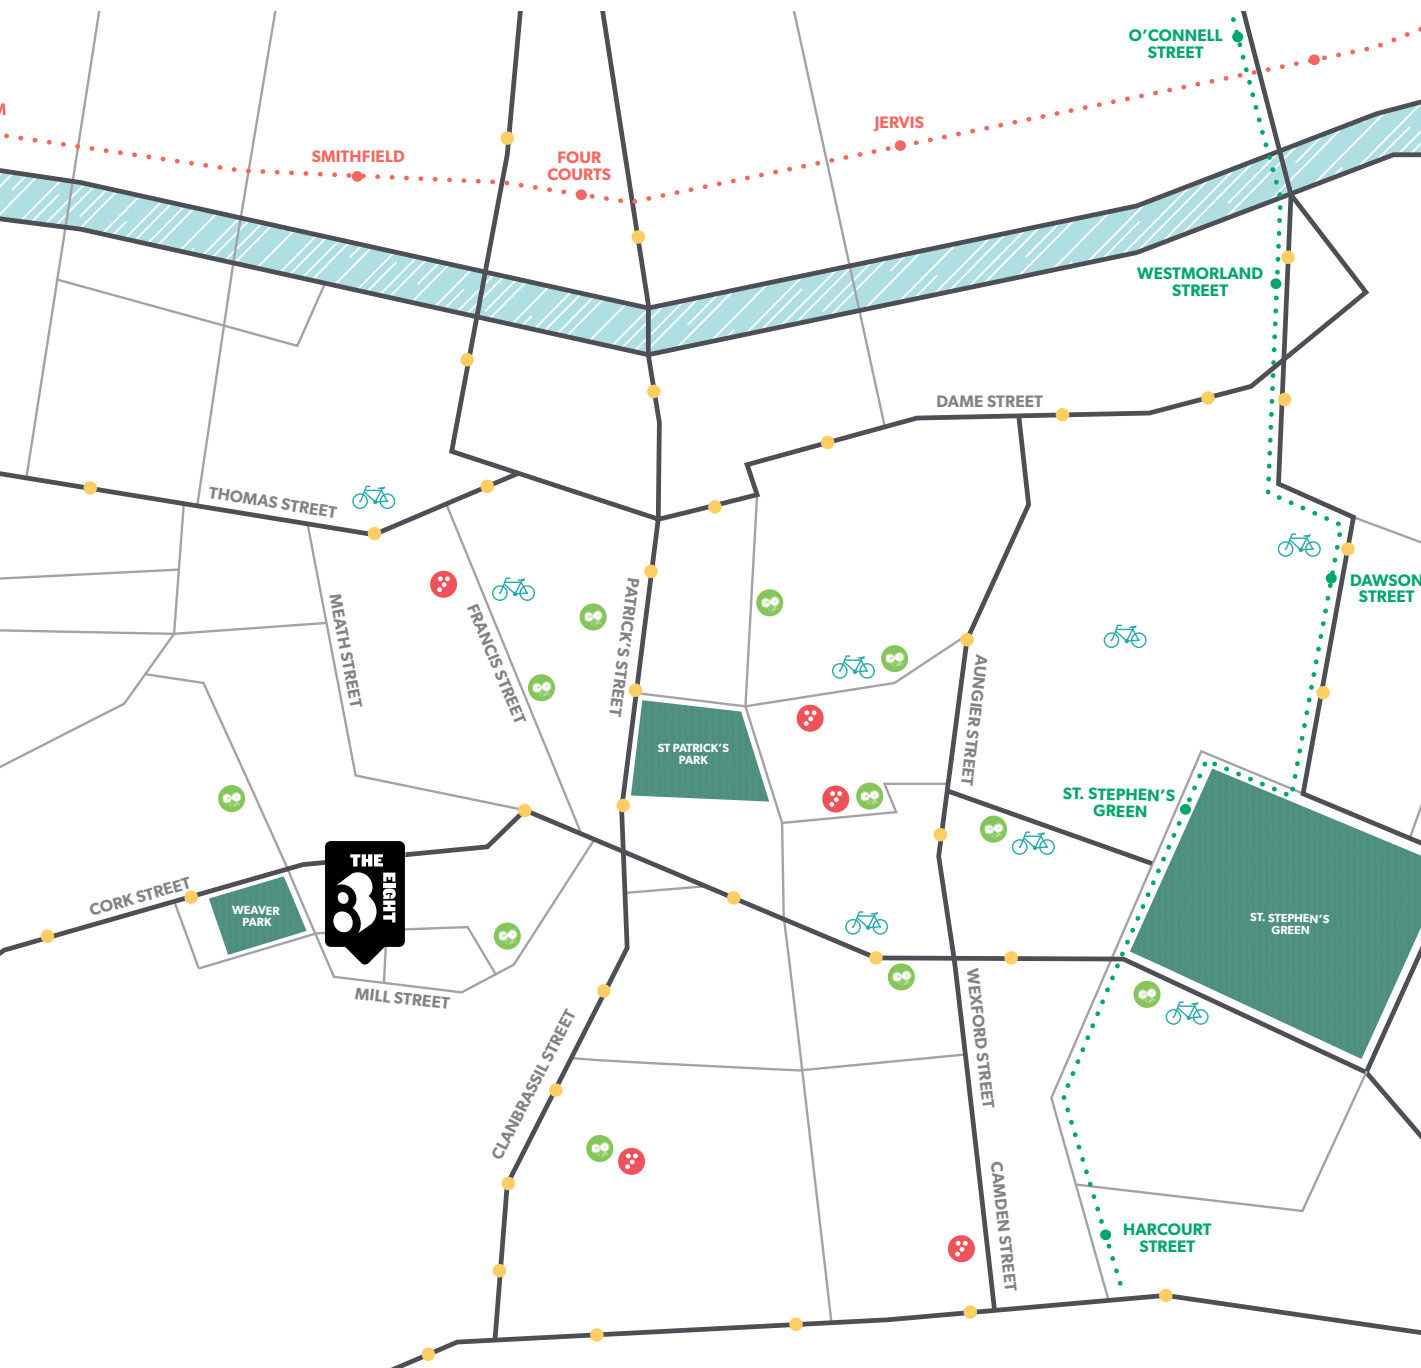 O'CONNELL
STREET
M
JERVIS
SMITHFIELD
FOUR
COURTS
WESTMORLAND
STREET
DAME STREET
THOMAS STREET
DAWSON
STREET
MEATH STREET
FRANCIS STREET
PATRICK'S STREET
AUNGIER STREET
ST PATRICK'S
PARK
ST. STEPHEN'S
GREEN
THE
8
EIGHT
CORK STREET
WEAVER
PARK
ST. STEPHEN'S
GREEN
MILL STREET
WEXFORD STREET
CLANBRASSIL STREET
CAMDEN STREET
HARCOURT
STREET